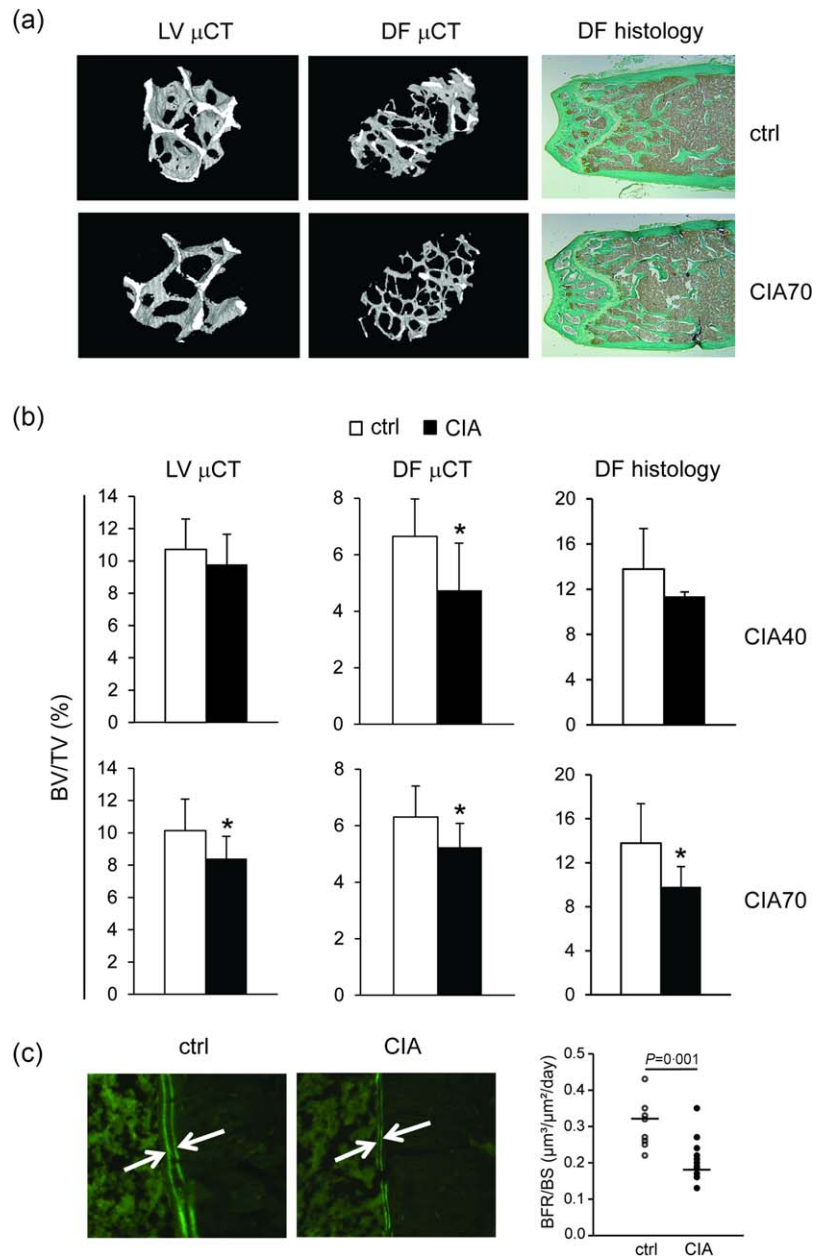 (a)
LV μCT
DF μCT
DF histology
ctrl
CIA70
(b)
ctrl CIA
LV μCT
DF μCT
DF histology
BV/TV (%)
14
12
10
8
6
4
2
0
8
6
4
2
0
*
20
16
12
8
4
0
CIA40
14
12
10
8
6
4
2
0
*
8
6
4
2
0
*
20
16
12
8
4
0
*
CIA70
(c)
ctrl
CIA
BFR/BS (μm³/μm²/day)
0.5
0.4
0.3
0.2
0.1
0
P=0·001
ctrl CIA